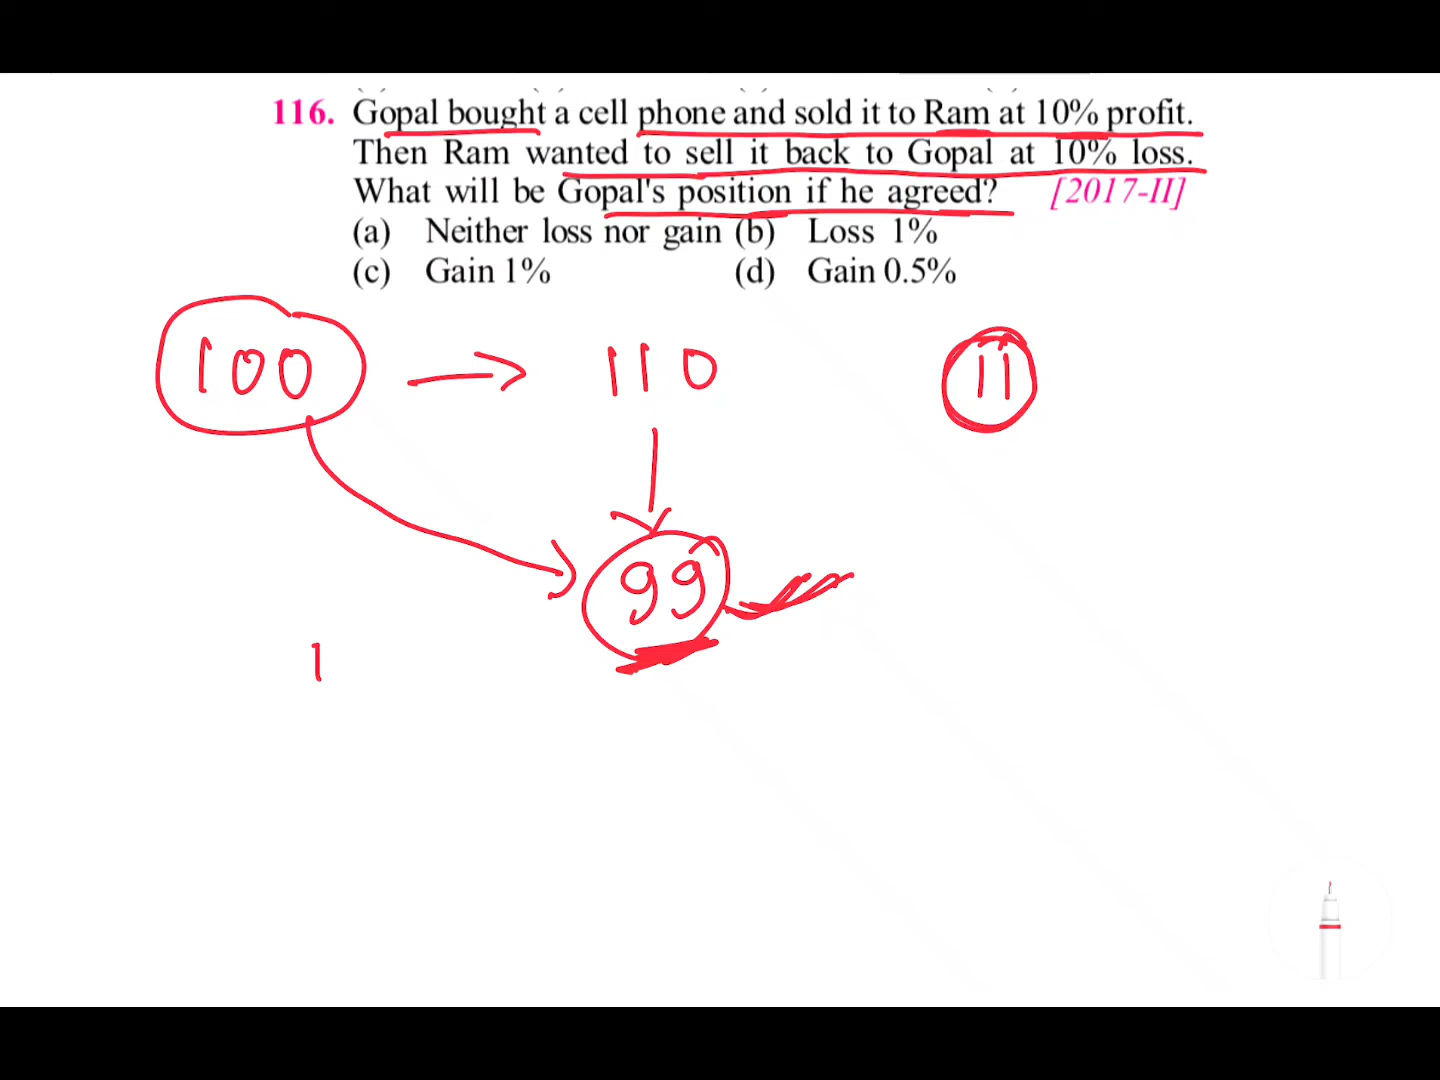 116. Gopal bought a cell phone and sold it to Ram at 10% profit.
Then Ram wanted to sell it back to Gopal at 10% loss.
What will be Gopal's position if he agreed? [2017-II]
(a) Neither loss nor gain (b) Loss 1%
(c) Gain 1% (d) Gain 0.5%
100 → 110 11
99
1